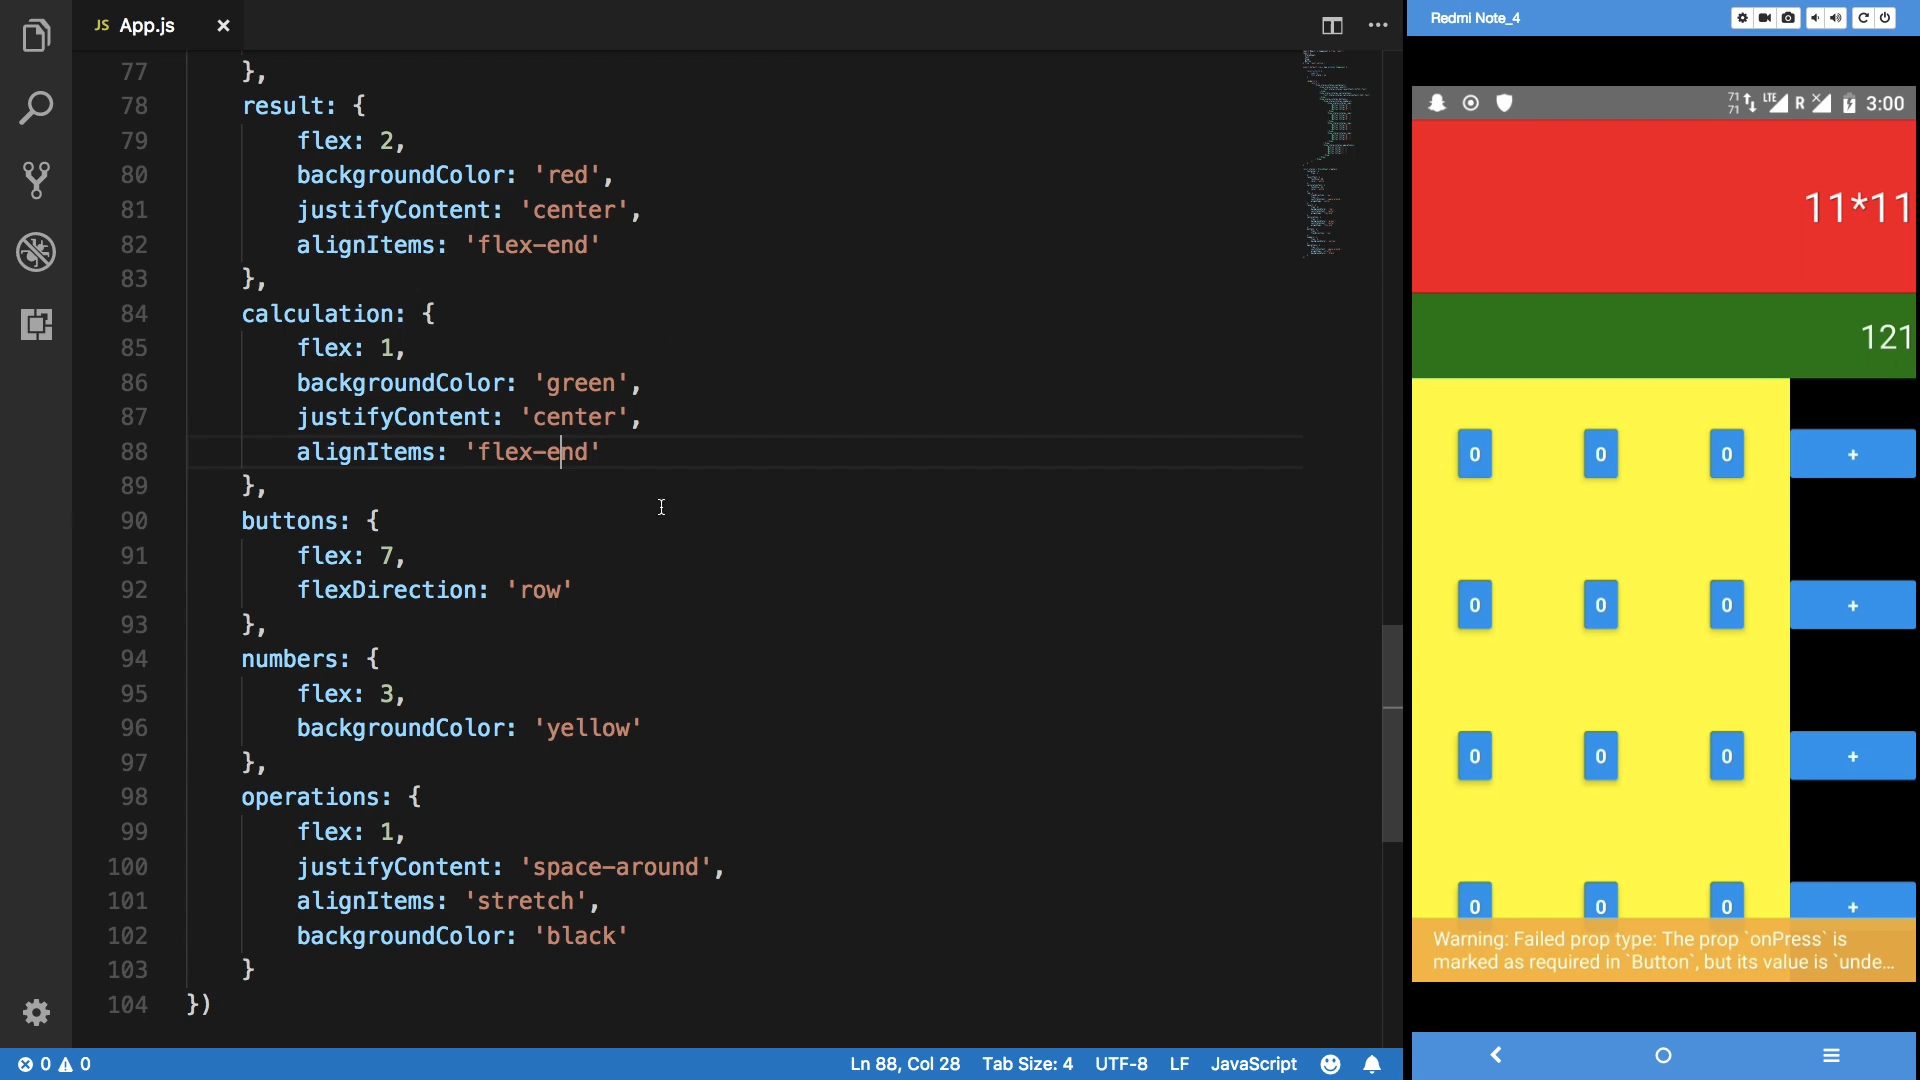 JS App.js
77 },
78 result: {
79 flex: 2,
80 backgroundColor: 'red',
81 justifyContent: 'center',
82 alignItems: 'flex-end'
83 },
84 calculation: {
85 flex: 1,
86 backgroundColor: 'green',
87 justifyContent: 'center',
88 alignItems: 'flex-end'
89 },
90 buttons: {
91 flex: 7,
92 flexDirection: 'row'
93 },
94 numbers: {
95 flex: 3,
96 backgroundColor: 'yellow'
97 },
98 operations: {
99 flex: 1,
100 justifyContent: 'space-around',
101 alignItems: 'stretch',
102 backgroundColor: 'black'
103 }
104 })
0 0 Ln 88, Col 28 Tab Size: 4 UTF-8 LF JavaScript
Redmi Note_4
71 71 LTE R 3:00
11*11
121
0 0 0 +
0 0 0 +
0 0 0 +
0 0 0 +
Warning: Failed prop type: The prop `onPress` is
marked as required in `Button`, but its value is `unde...